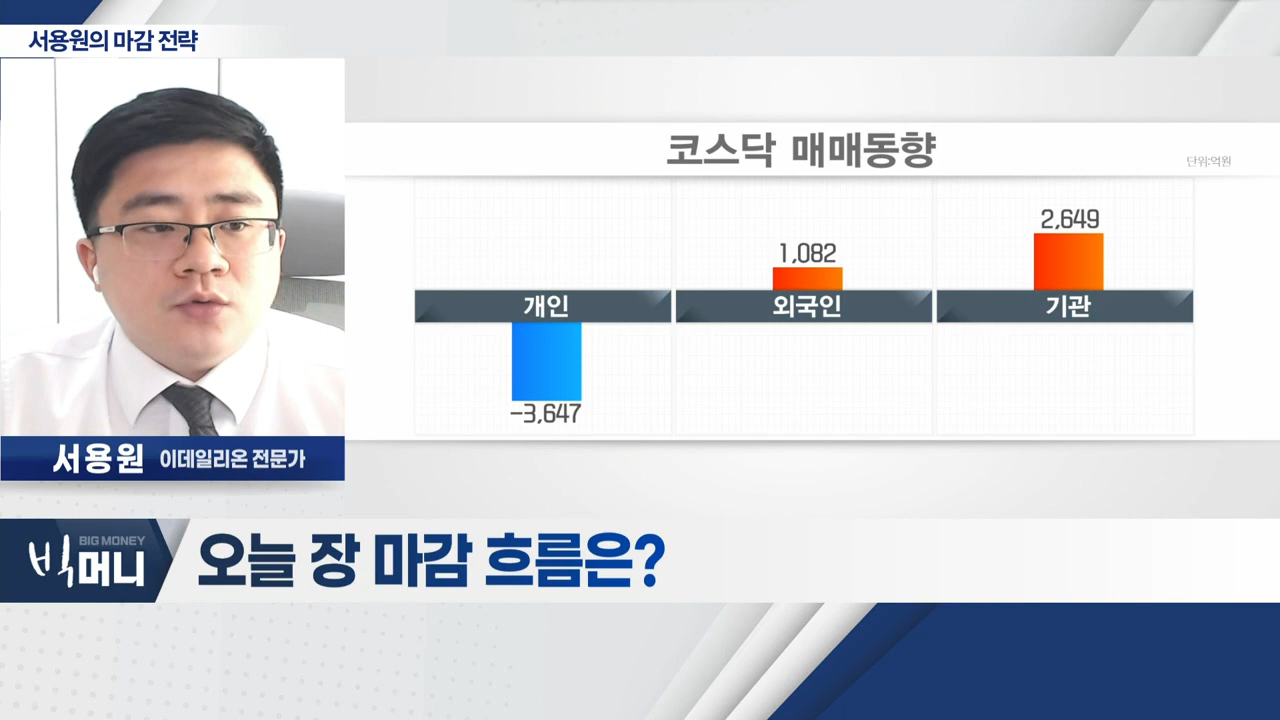 서용원의 마감 전략
코스닥 매매동향
단위:억원
1,082
2,649
개인
외국인
기관
-3,647
서용원 이데일리온 전문가
BIG MONEY
빅머니
오늘 장 마감 흐름은?